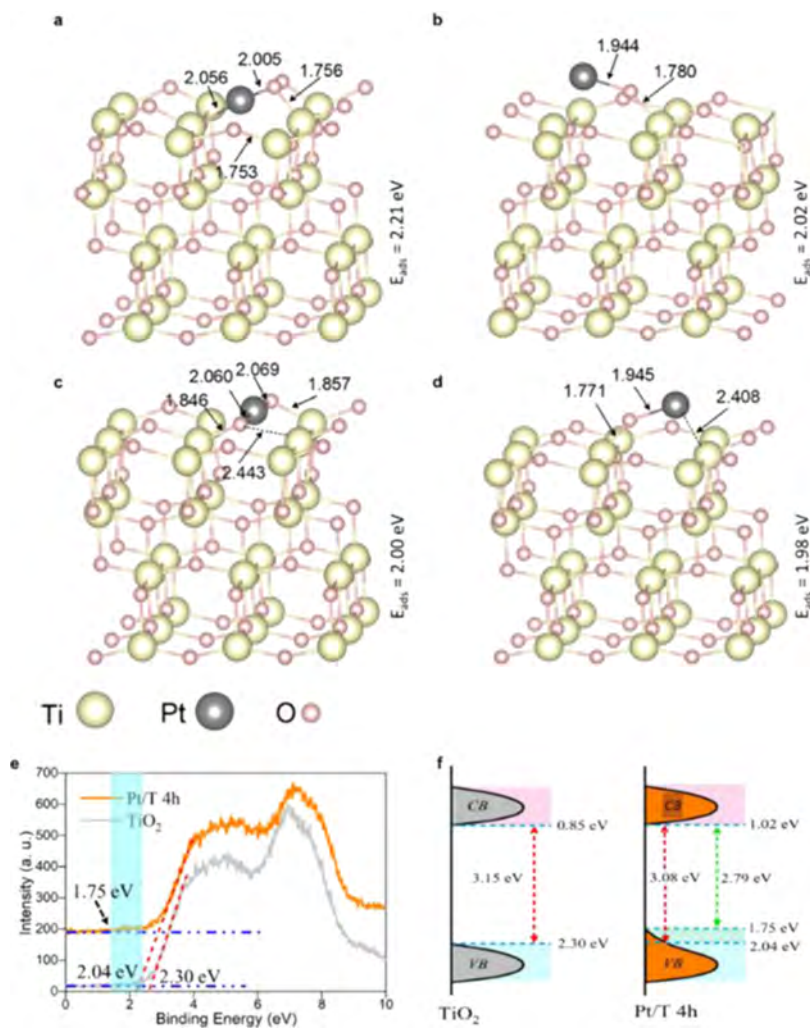 a
2.005
1.756
2.056
1.753
E_ads = 2.21 eV
b
1.944
1.780
E_ads = 2.02 eV
c
2.069
2.060
1.857
1.846
2.443
E_ads = 2.00 eV
d
1.945
1.771
2.408
E_ads = 1.98 eV
Ti Pt O
e
700
600
500
400
300
200
100
0
Intensity (a. u.)
Pt/T 4h
TiO₂
1.75 eV
2.04 eV
2.30 eV
0 2 4 6 8 10
Binding Energy (eV)
f
CB
0.85 eV
3.15 eV
2.30 eV
VB
TiO₂
CB
1.02 eV
3.08 eV
2.79 eV
1.75 eV
2.04 eV
VB
Pt/T 4h